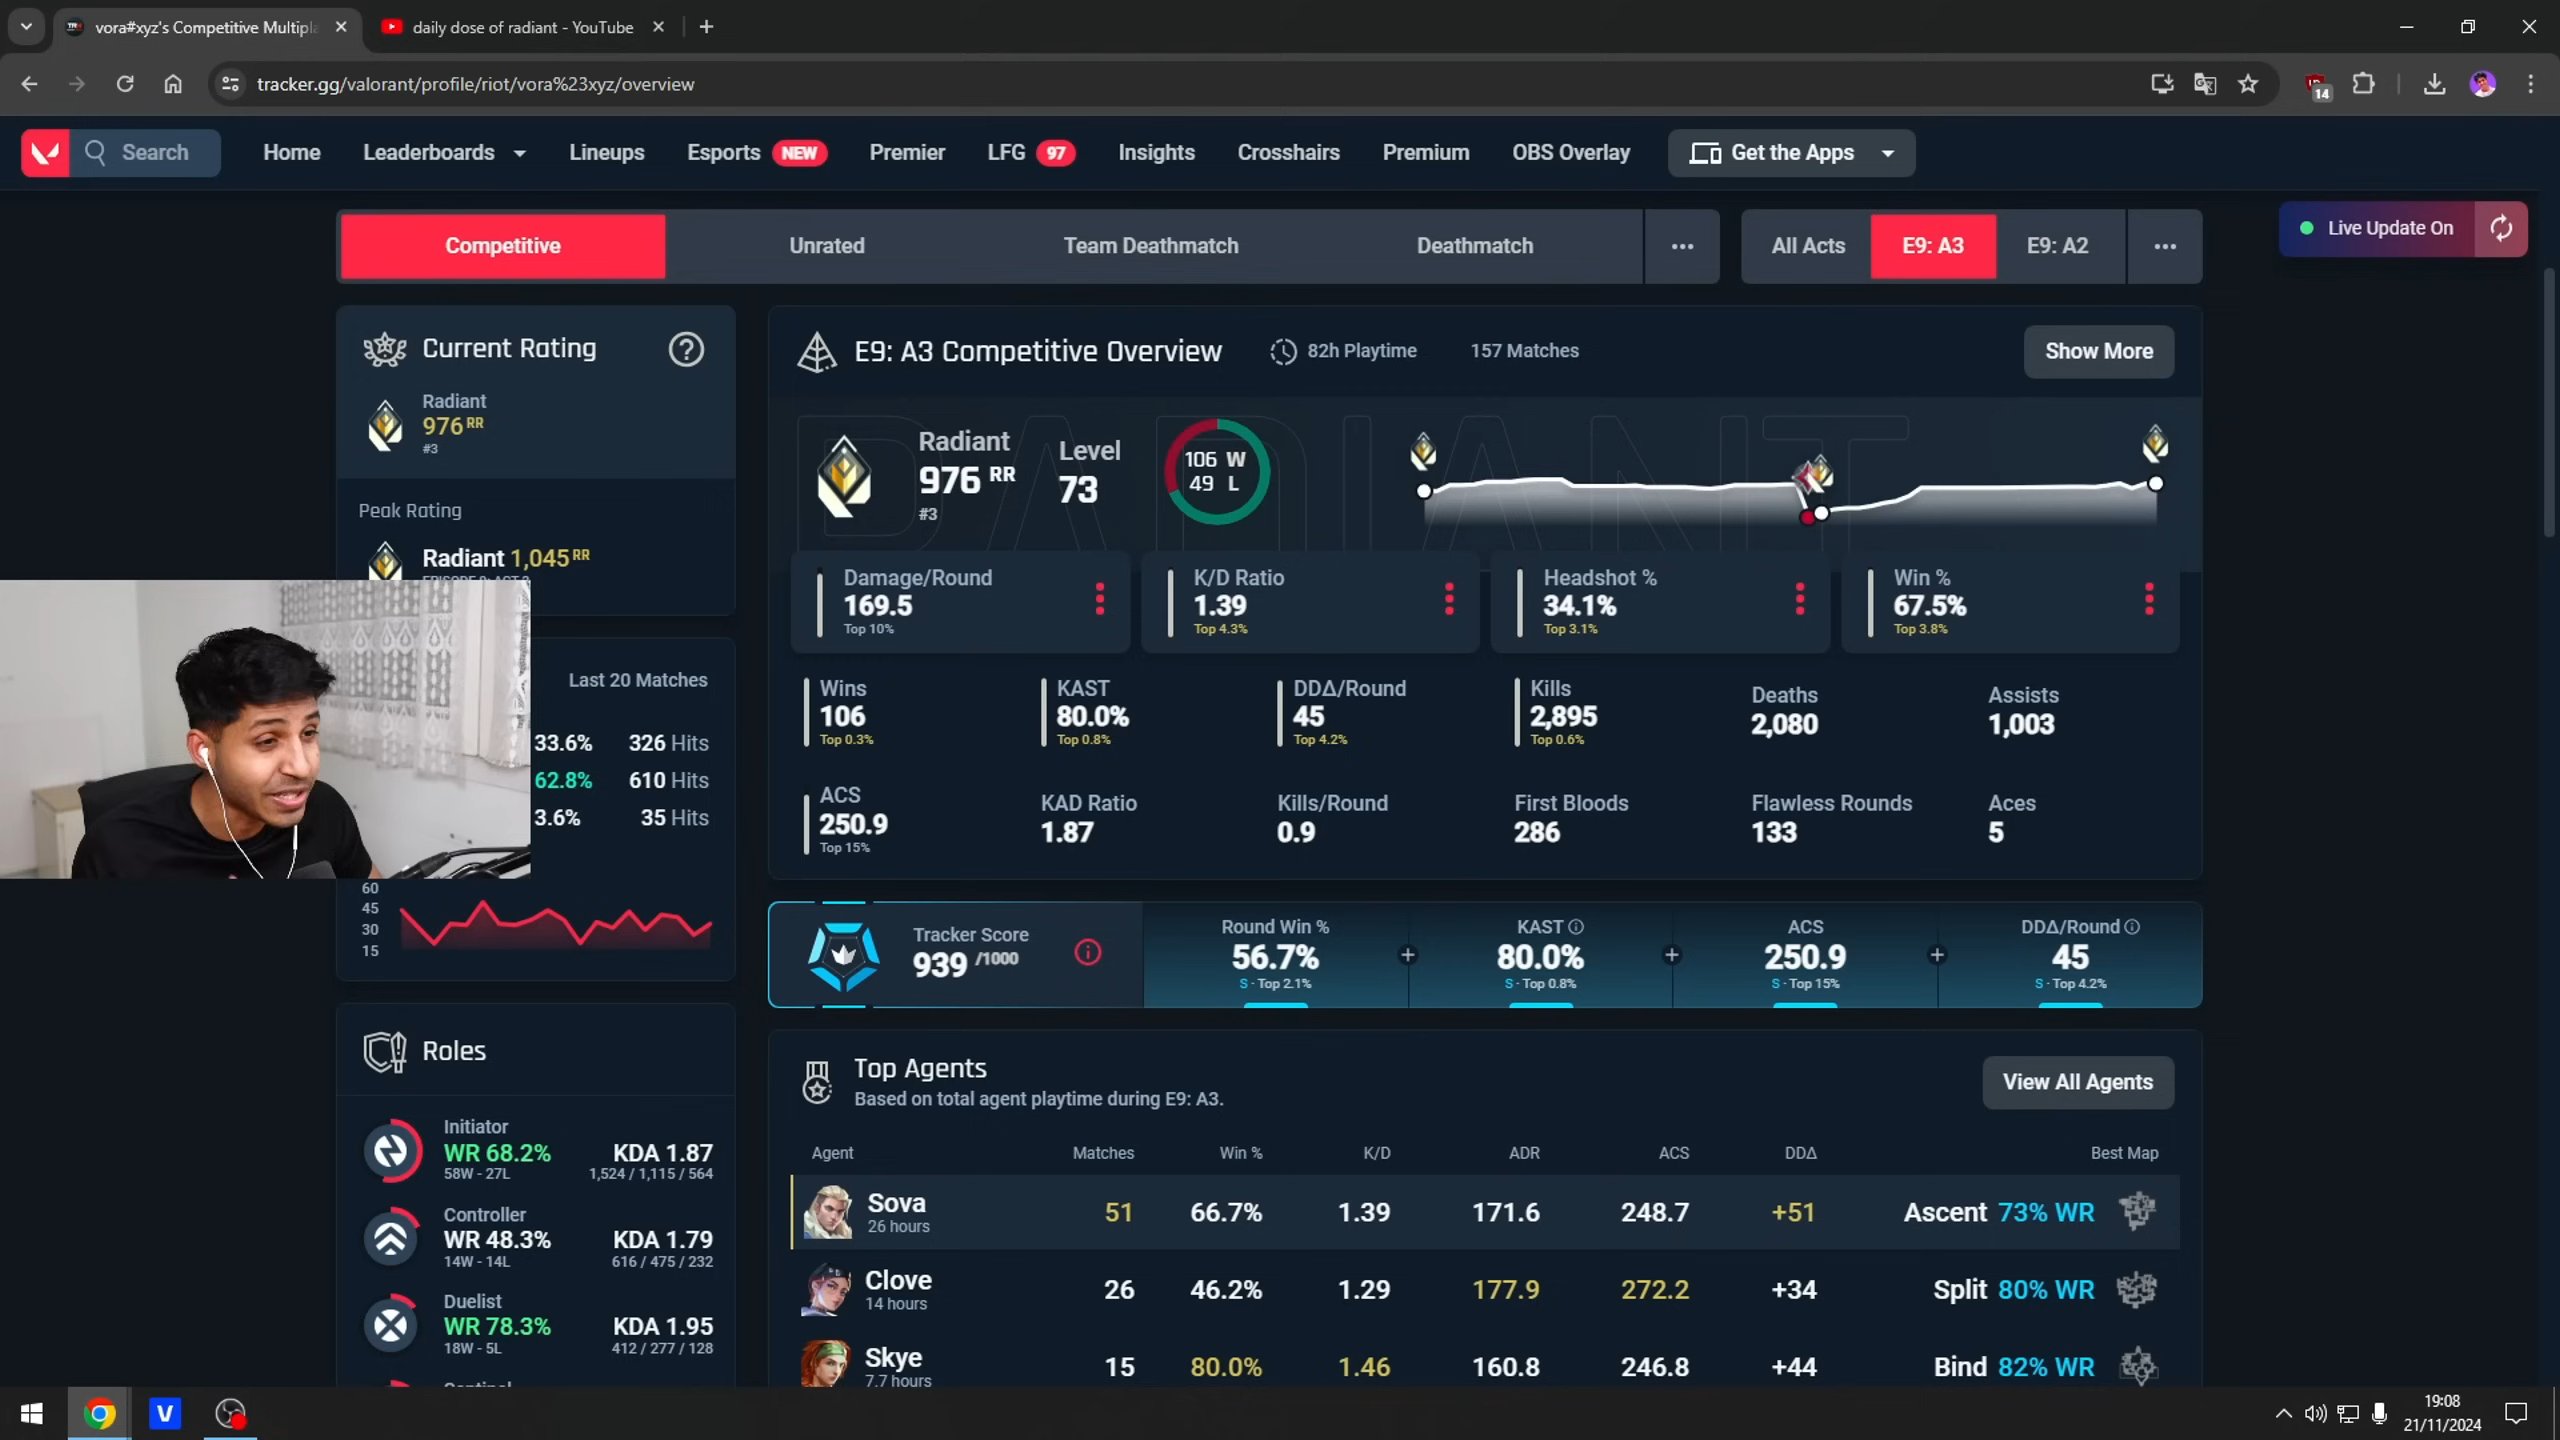 vora#xyz's Competitive Multipl
daily dose of radiant - YouTube
tracker.gg/valorant/profile/riot/vora%23xyz/overview
14
Search
Home
Leaderboards
Lineups
Esports NEW
Premier
LFG 97
Insights
Crosshairs
Premium
OBS Overlay
Get the Apps
Competitive
Unrated
Team Deathmatch
Deathmatch
All Acts
E9: A3
E9: A2
Live Update On
Current Rating
Radiant
976 RR
#3
Peak Rating
Radiant 1,045 RR
Last 20 Matches
33.6% 326 Hits
62.8% 610 Hits
3.6% 35 Hits
60
45
30
15
Roles
Initiator
WR 68.2% KDA 1.87
58W - 27L 1,524 / 1,115 / 564
Controller
WR 48.3% KDA 1.79
14W - 14L 616 / 475 / 232
Duelist
WR 78.3% KDA 1.95
18W - 5L 412 / 277 / 128
E9: A3 Competitive Overview
82h Playtime
157 Matches
Show More
RADIANT
Radiant
976 RR
#3
Level
73
106 W
49 L
Damage/Round
169.5
Top 10%
K/D Ratio
1.39
Top 4.3%
Headshot %
34.1%
Top 3.1%
Win %
67.5%
Top 3.8%
Wins
106
Top 0.3%
KAST
80.0%
Top 0.8%
DDΔ/Round
45
Top 4.2%
Kills
2,895
Top 0.6%
Deaths
2,080
Assists
1,003
ACS
250.9
Top 15%
KAD Ratio
1.87
Kills/Round
0.9
First Bloods
286
Flawless Rounds
133
Aces
5
Tracker Score
939 /1000
Round Win %
56.7%
S - Top 2.1%
KAST
80.0%
S - Top 0.8%
ACS
250.9
S - Top 15%
DDΔ/Round
45
S - Top 4.2%
Top Agents
Based on total agent playtime during E9: A3.
View All Agents
Agent Matches Win % K/D ADR ACS DDΔ Best Map
Sova 51 66.7% 1.39 171.6 248.7 +51 Ascent 73% WR
26 hours
Clove 26 46.2% 1.29 177.9 272.2 +34 Split 80% WR
14 hours
Skye 15 80.0% 1.46 160.8 246.8 +44 Bind 82% WR
7.7 hours
V
19:08
21/11/2024